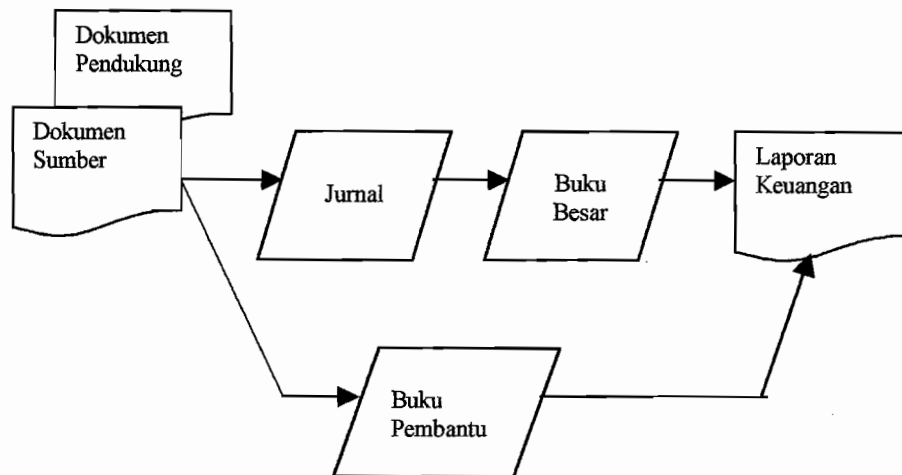 Dokumen
Pendukung
Dokumen
Sumber
Jurnal
Buku
Besar
Laporan
Keuangan
Buku
Pembantu